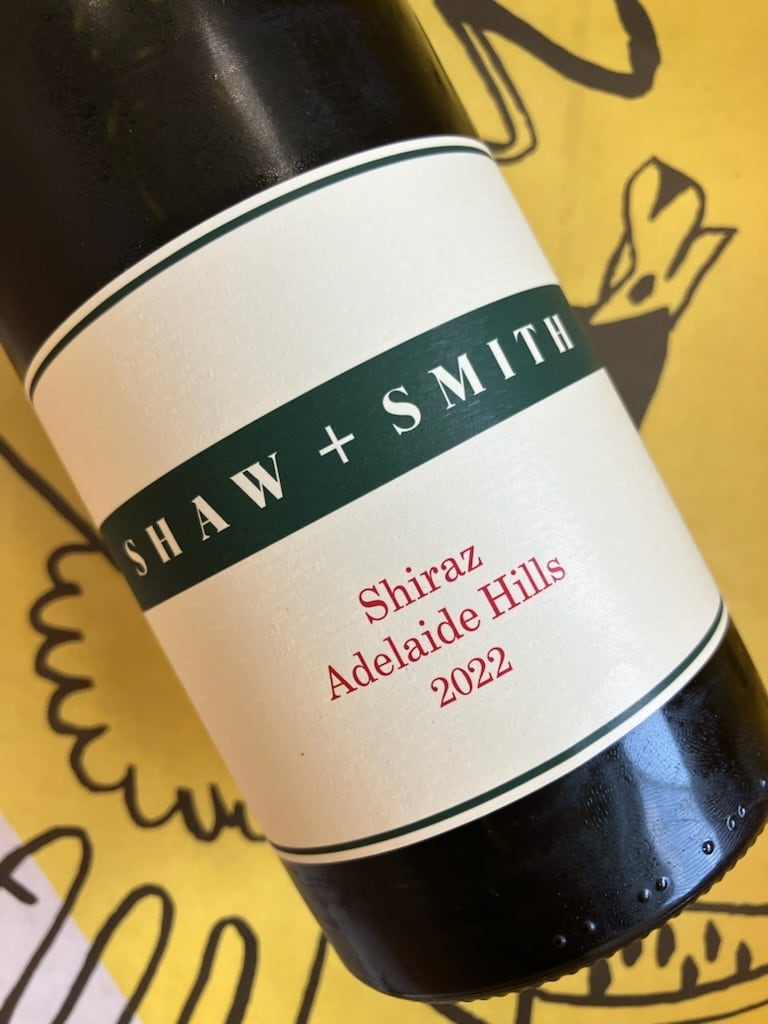 SHAW + SMITH
Shiraz
Adelaide Hills
2022